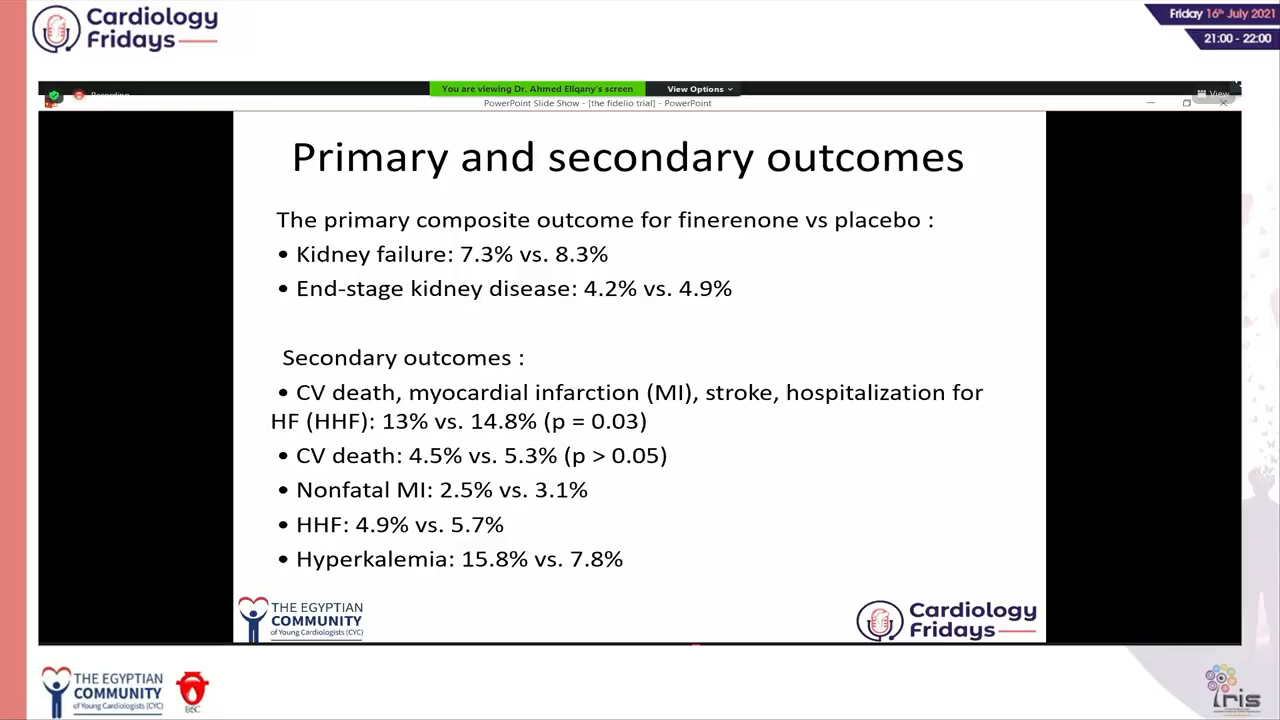 Cardiology
Fridays
Friday 16th July 2021
21:00 - 22:00
You are viewing Dr. Ahmed Ellqany's screen
View Options
Recording
View
PowerPoint Slide Show - [the fidelio trial] - PowerPoint
Primary and secondary outcomes
The primary composite outcome for finerenone vs placebo :
• Kidney failure: 7.3% vs. 8.3%
• End-stage kidney disease: 4.2% vs. 4.9%
Secondary outcomes :
• CV death, myocardial infarction (MI), stroke, hospitalization for
HF (HHF): 13% vs. 14.8% (p = 0.03)
• CV death: 4.5% vs. 5.3% (p > 0.05)
• Nonfatal MI: 2.5% vs. 3.1%
• HHF: 4.9% vs. 5.7%
• Hyperkalemia: 15.8% vs. 7.8%
THE EGYPTIAN
COMMUNITY
of Young Cardiologists (CYC)
Cardiology
Fridays
THE EGYPTIAN
COMMUNITY
of Young Cardiologists (CYC)
iris